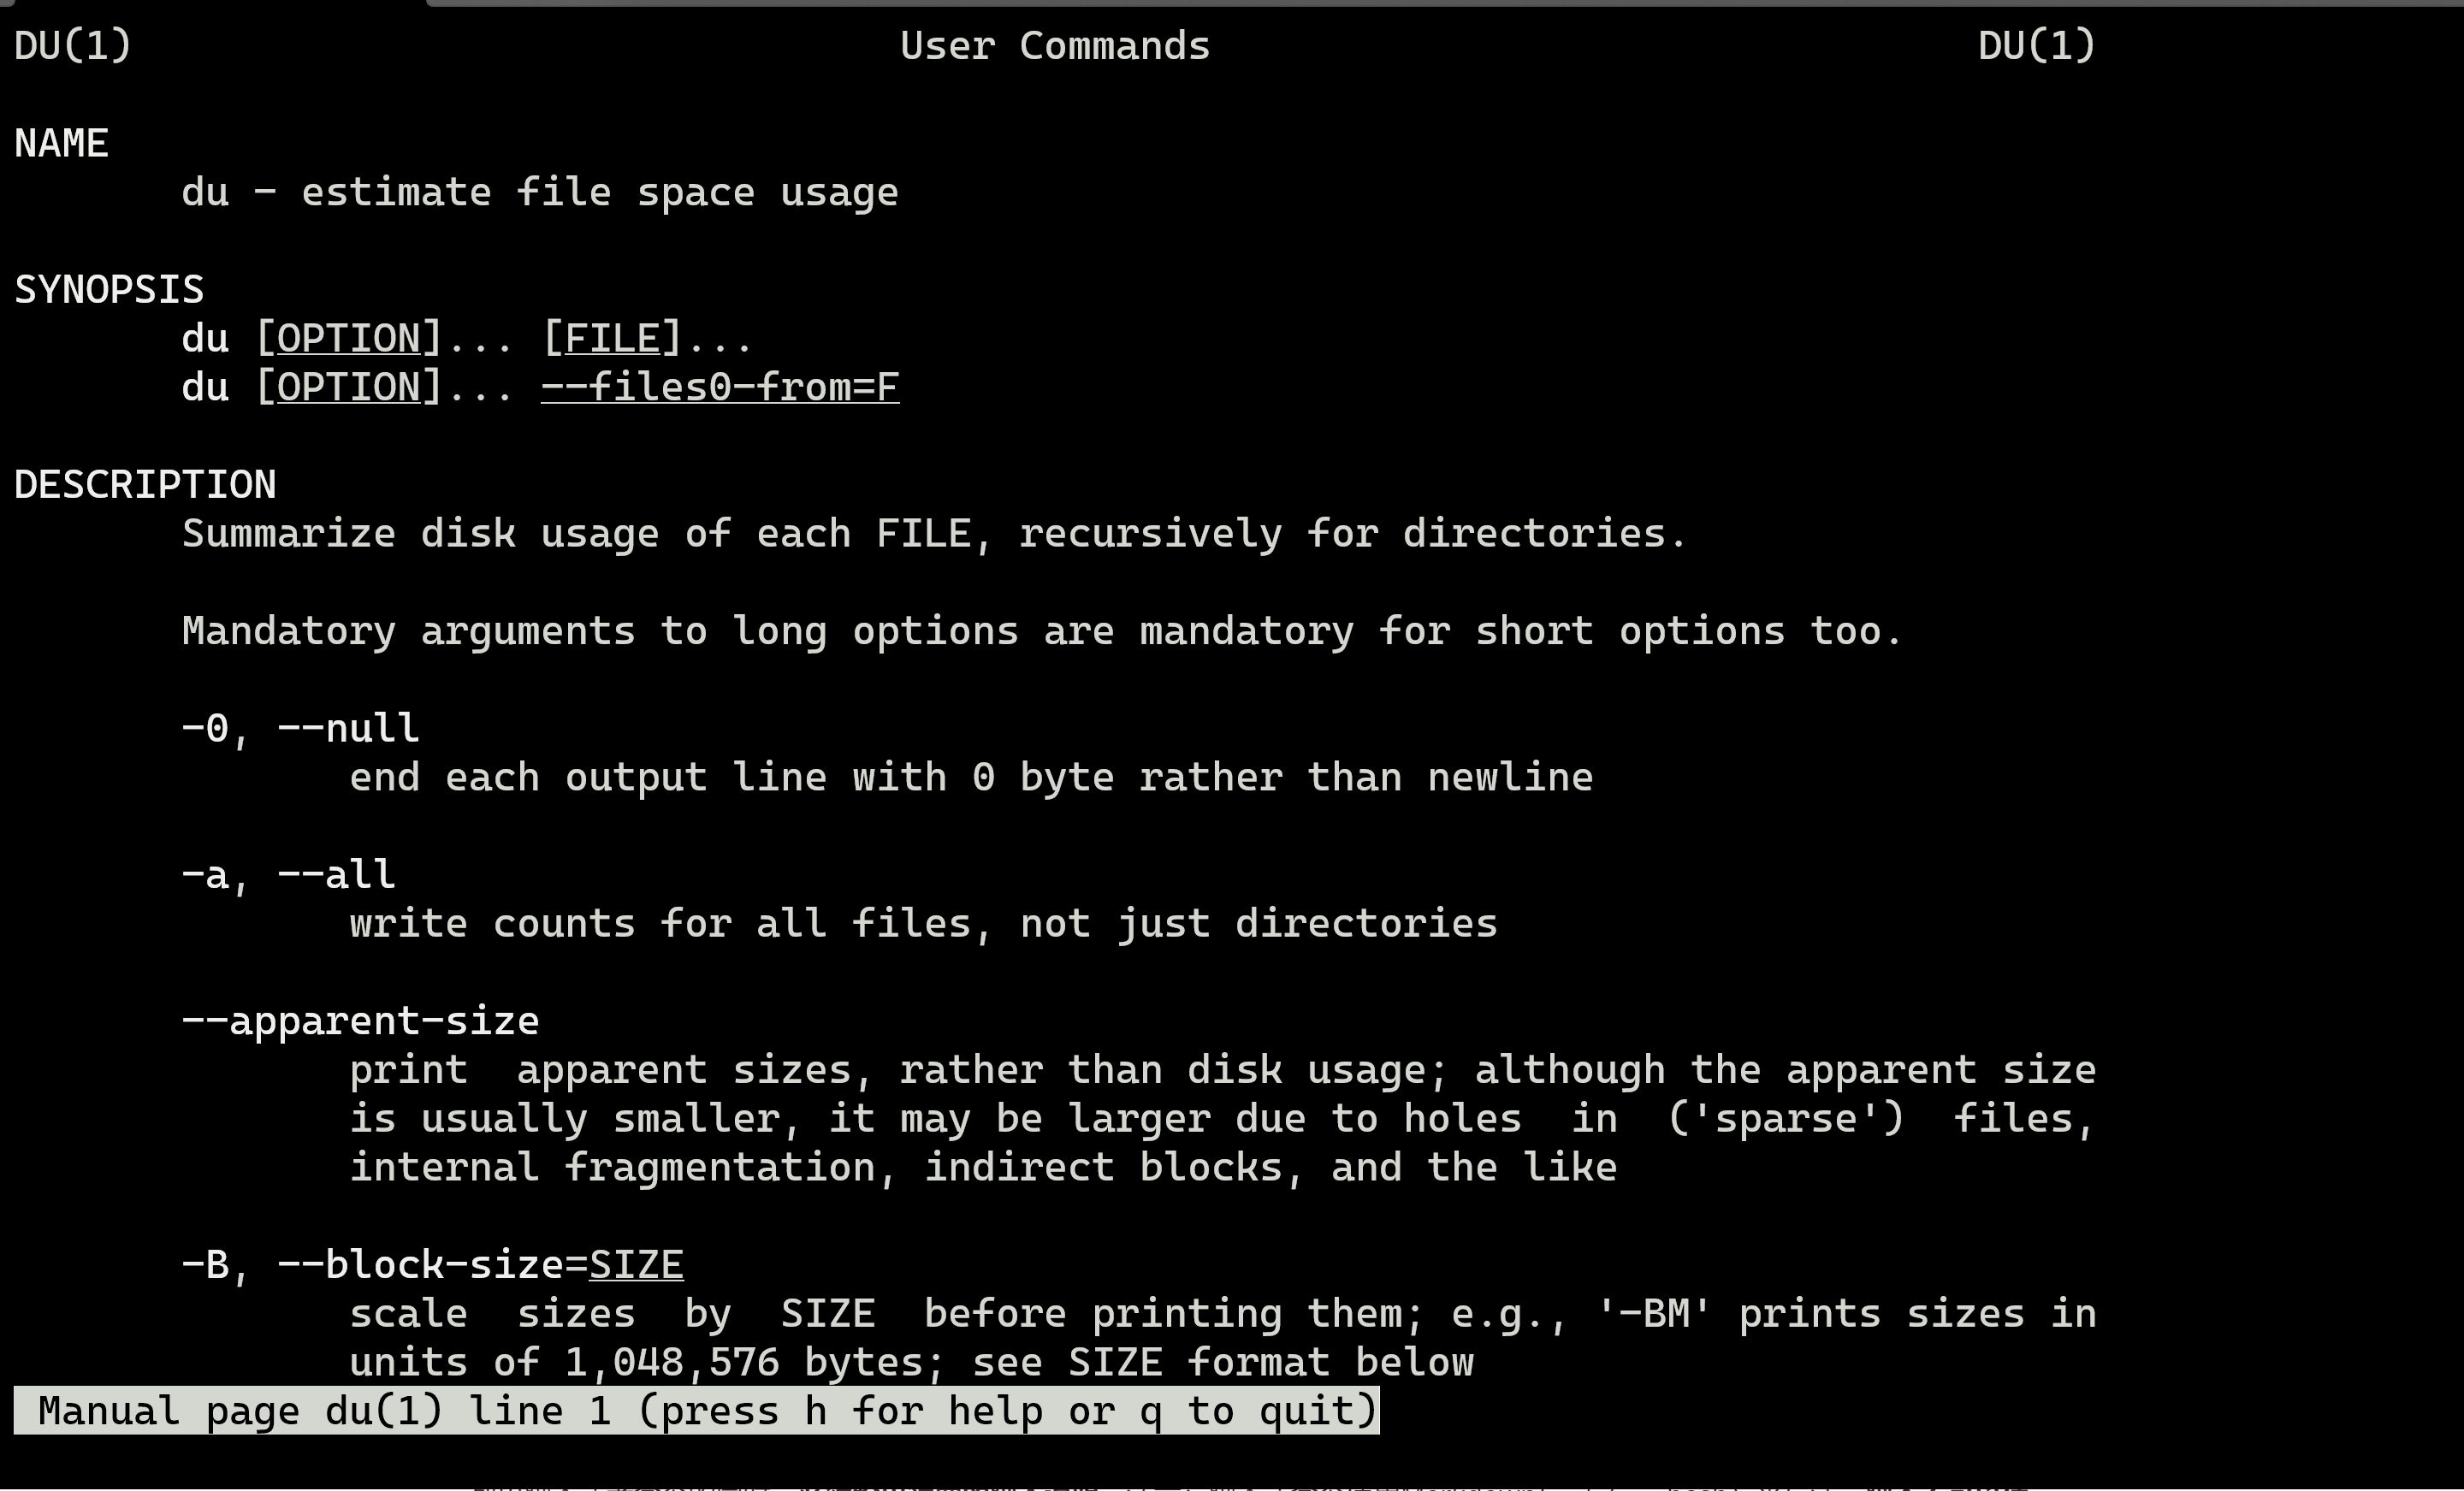 DU(1)                                User Commands                                DU(1)
NAME
du - estimate file space usage
SYNOPSIS
du [OPTION]... [FILE]...
du [OPTION]... --files0-from=F
DESCRIPTION
Summarize disk usage of each FILE, recursively for directories.
Mandatory arguments to long options are mandatory for short options too.
-0, --null
end each output line with 0 byte rather than newline
-a, --all
write counts for all files, not just directories
--apparent-size
print  apparent sizes, rather than disk usage; although the apparent size
is usually smaller, it may be larger due to holes  in  ('sparse')  files,
internal fragmentation, indirect blocks, and the like
-B, --block-size=SIZE
scale  sizes  by  SIZE  before printing them; e.g., '-BM' prints sizes in
units of 1,048,576 bytes; see SIZE format below
Manual page du(1) line 1 (press h for help or q to quit)